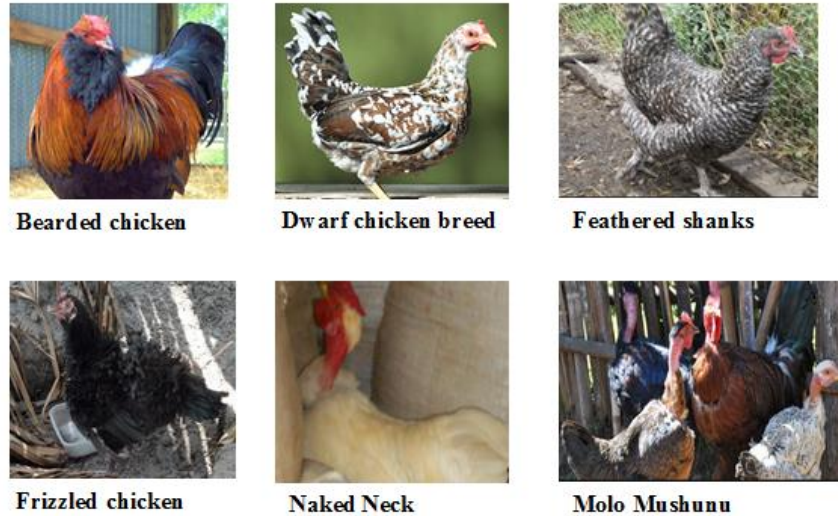 Bearded chicken
Dwarf chicken breed
Feathered shanks
Frizzled chicken
Naked Neck
Molo Mushunu